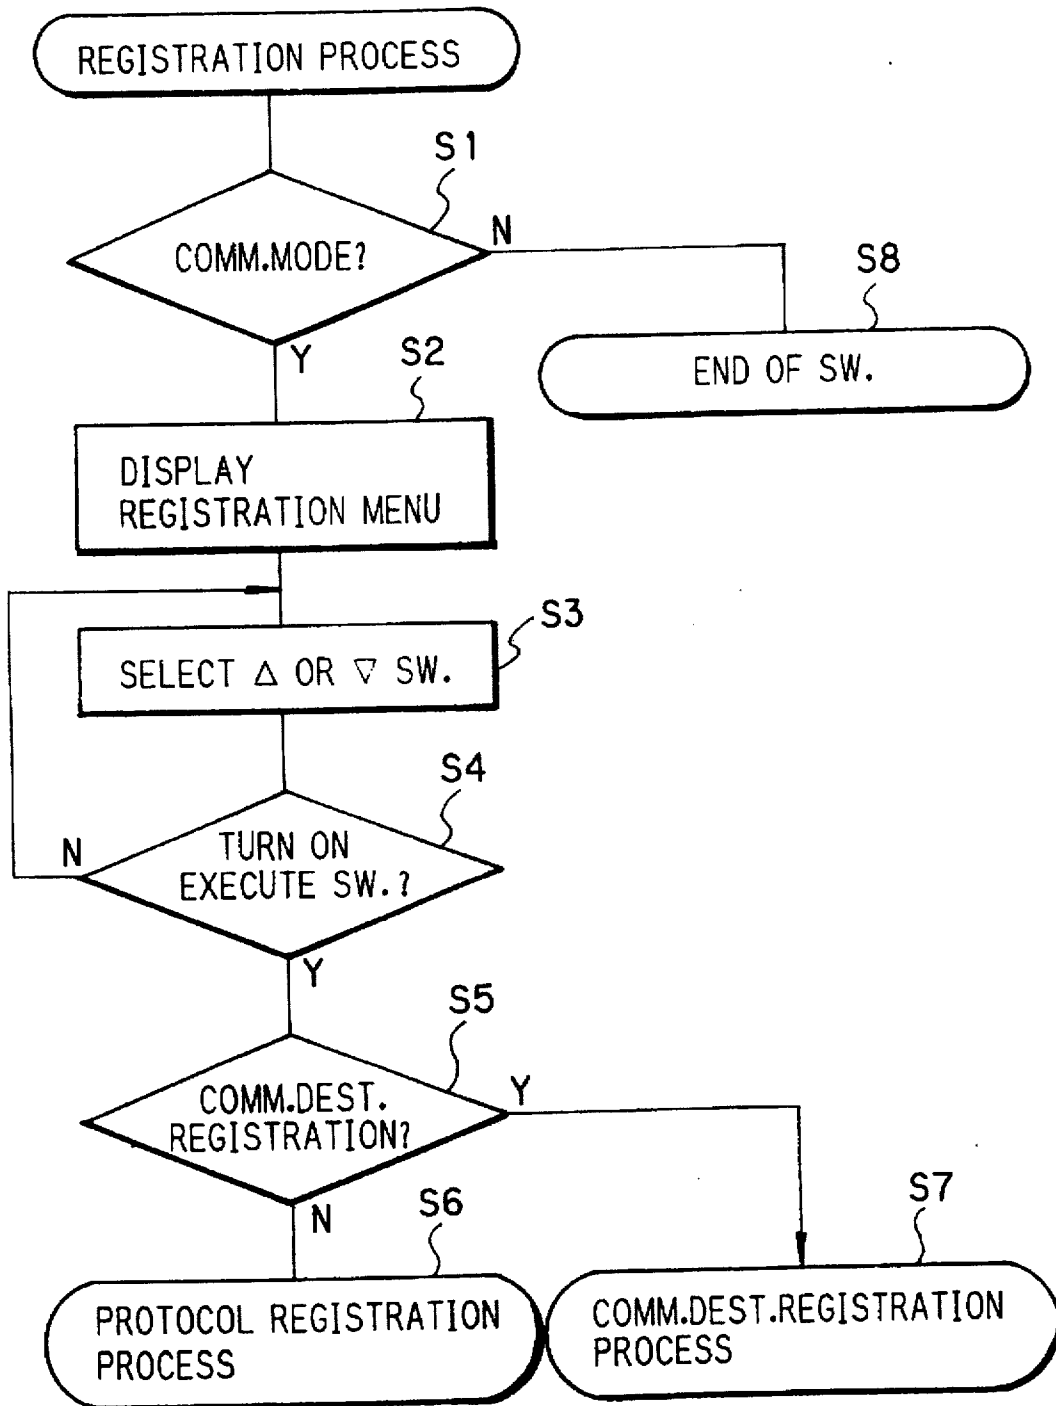 REGISTRATION PROCESS
S1
COMM.MODE?
N
Y
S8
END OF SW.
S2
DISPLAY
REGISTRATION MENU
S3
SELECT △ OR ▽ SW.
S4
TURN ON
EXECUTE SW.?
N
Y
S5
COMM.DEST.
REGISTRATION?
Y
N
S6
PROTOCOL REGISTRATION
PROCESS
S7
COMM.DEST.REGISTRATION
PROCESS